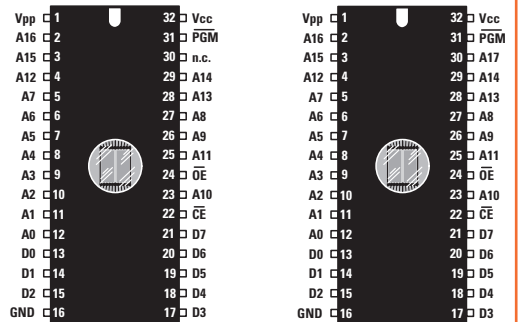 Vpp 1 32 Vcc
A16 2 31 PGM
A15 3 30 n.c.
A12 4 29 A14
A7 5 28 A13
A6 6 27 A8
A5 7 26 A9
A4 8 25 A11
A3 9 24 OE
A2 10 23 A10
A1 11 22 CE
A0 12 21 D7
D0 13 20 D6
D1 14 19 D5
D2 15 18 D4
GND 16 17 D3
Vpp 1 32 Vcc
A16 2 31 PGM
A15 3 30 A17
A12 4 29 A14
A7 5 28 A13
A6 6 27 A8
A5 7 26 A9
A4 8 25 A11
A3 9 24 OE
A2 10 23 A10
A1 11 22 CE
A0 12 21 D7
D0 13 20 D6
D1 14 19 D5
D2 15 18 D4
GND 16 17 D3